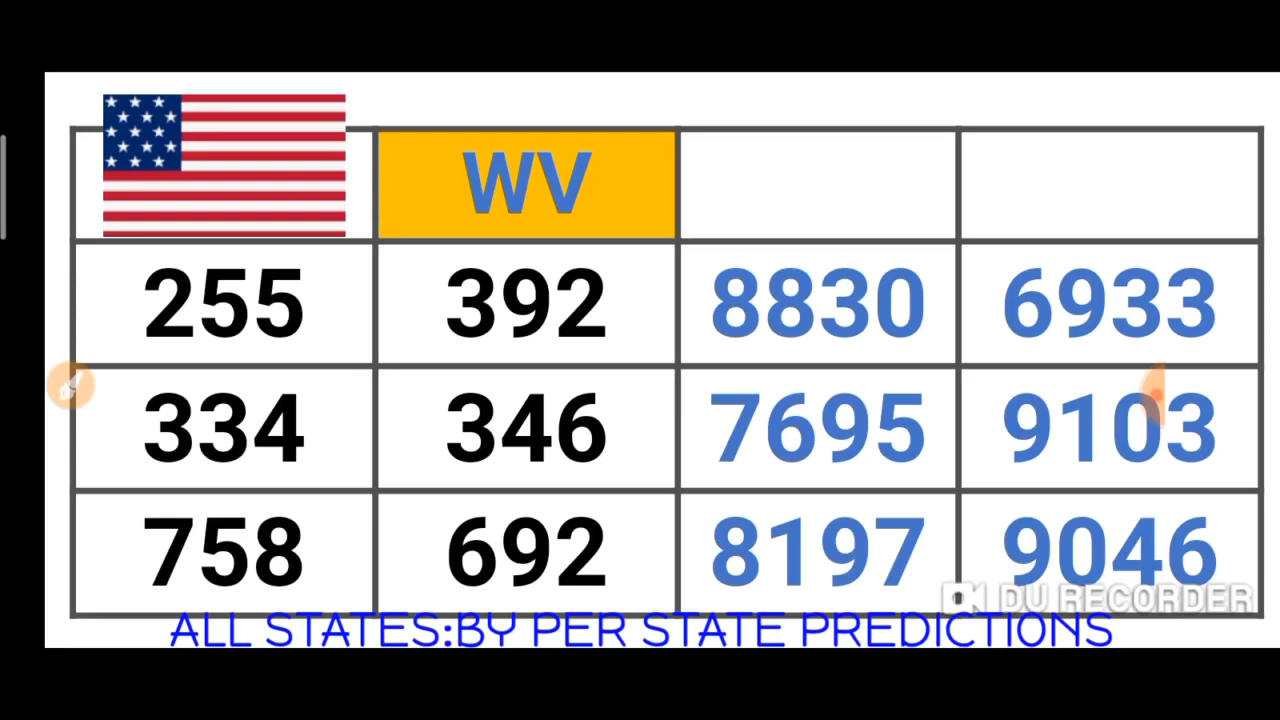 WV
255 392 8830 6933
334 346 7695 9103
758 692 8197 9046
DU RECORDER
ALL STATES:BY PER STATE PREDICTIONS